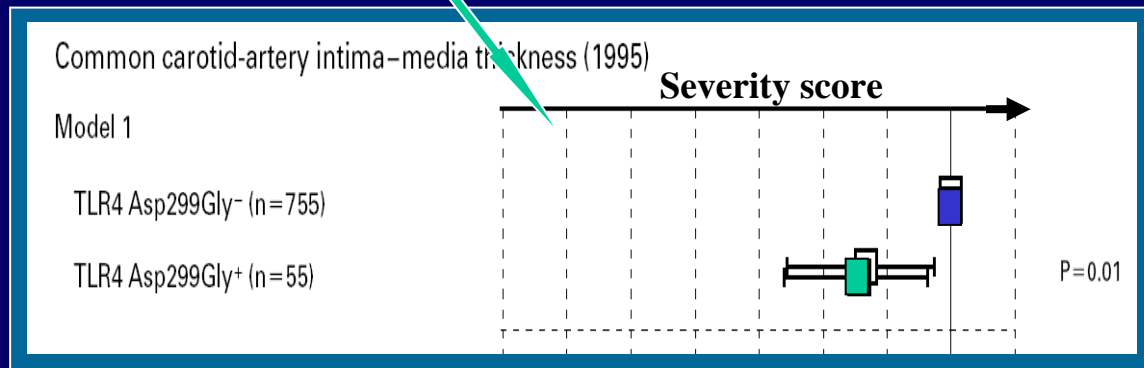 Common carotid-artery intima–media thickness (1995)
Severity score
Model 1
TLR4 Asp299Gly⁻ (n=755)
TLR4 Asp299Gly⁺ (n=55)
P=0.01